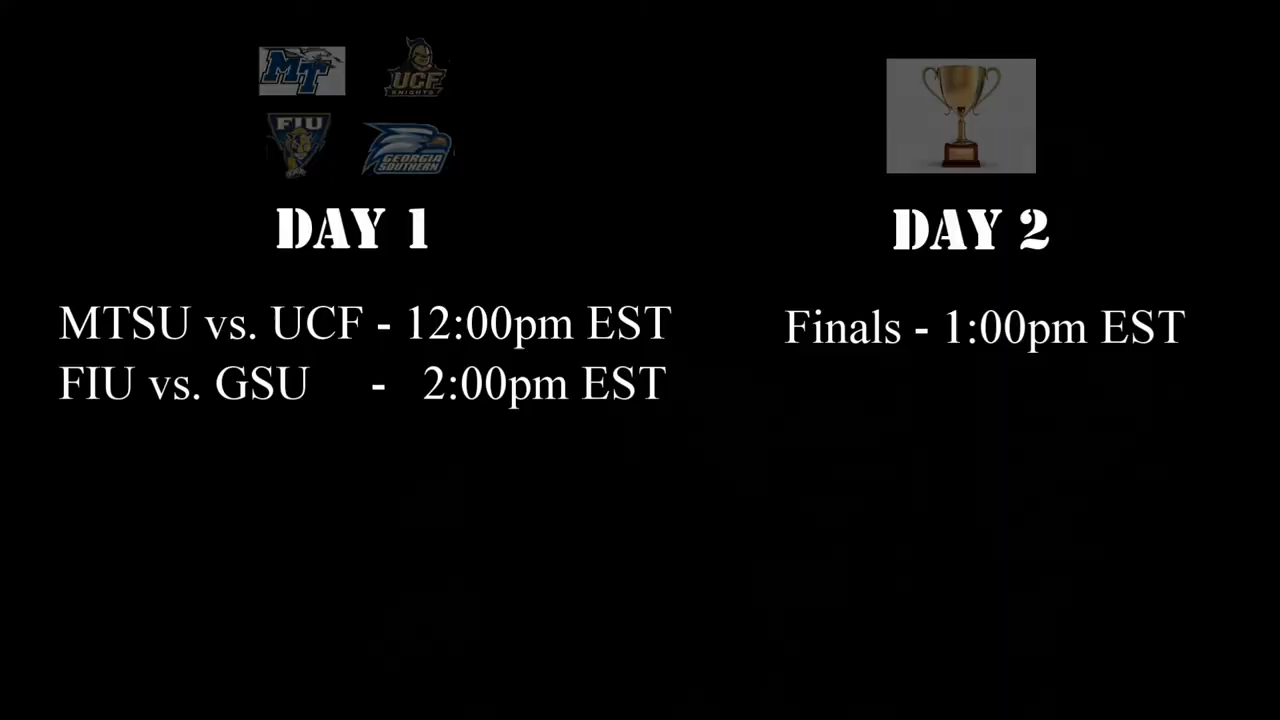 MT
UCF
KNIGHTS
FIU
GEORGIA
SOUTHERN
DAY 1
MTSU vs. UCF - 12:00pm EST
FIU vs. GSU - 2:00pm EST
DAY 2
Finals - 1:00pm EST